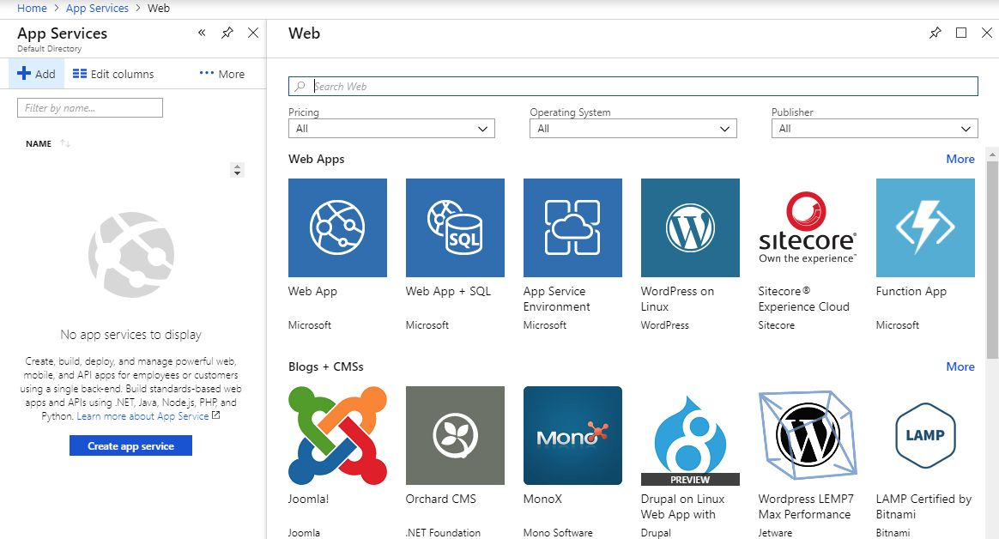 Home > App Services > Web
App Services
Default Directory
Add
Edit columns
More
Filter by name...
NAME
No app services to display
Create, build, deploy, and manage powerful web,
mobile, and API apps for employees or customers
using a single back-end. Build standards-based web
apps and APIs using .NET, Java, Node.js, PHP, and
Python. Learn more about App Service
Create app service
Web
Search Web
Pricing
All
Operating System
All
Publisher
All
Web Apps
More
SQL
sitecore®
Own the experience™
Web App
Microsoft
Web App + SQL
Microsoft
App Service
Environment
Microsoft
WordPress on
Linux
WordPress
Sitecore®
Experience Cloud
Sitecore
Function App
Microsoft
Blogs + CMSs
More
MONO
PREVIEW
LAMP
Joomla!
Joomla
Orchard CMS
.NET Foundation
MonoX
Mono Software
Drupal on Linux
Web App with
Drupal
Wordpress LEMP7
Max Performance
Jetware
LAMP Certified by
Bitnami
Bitnami